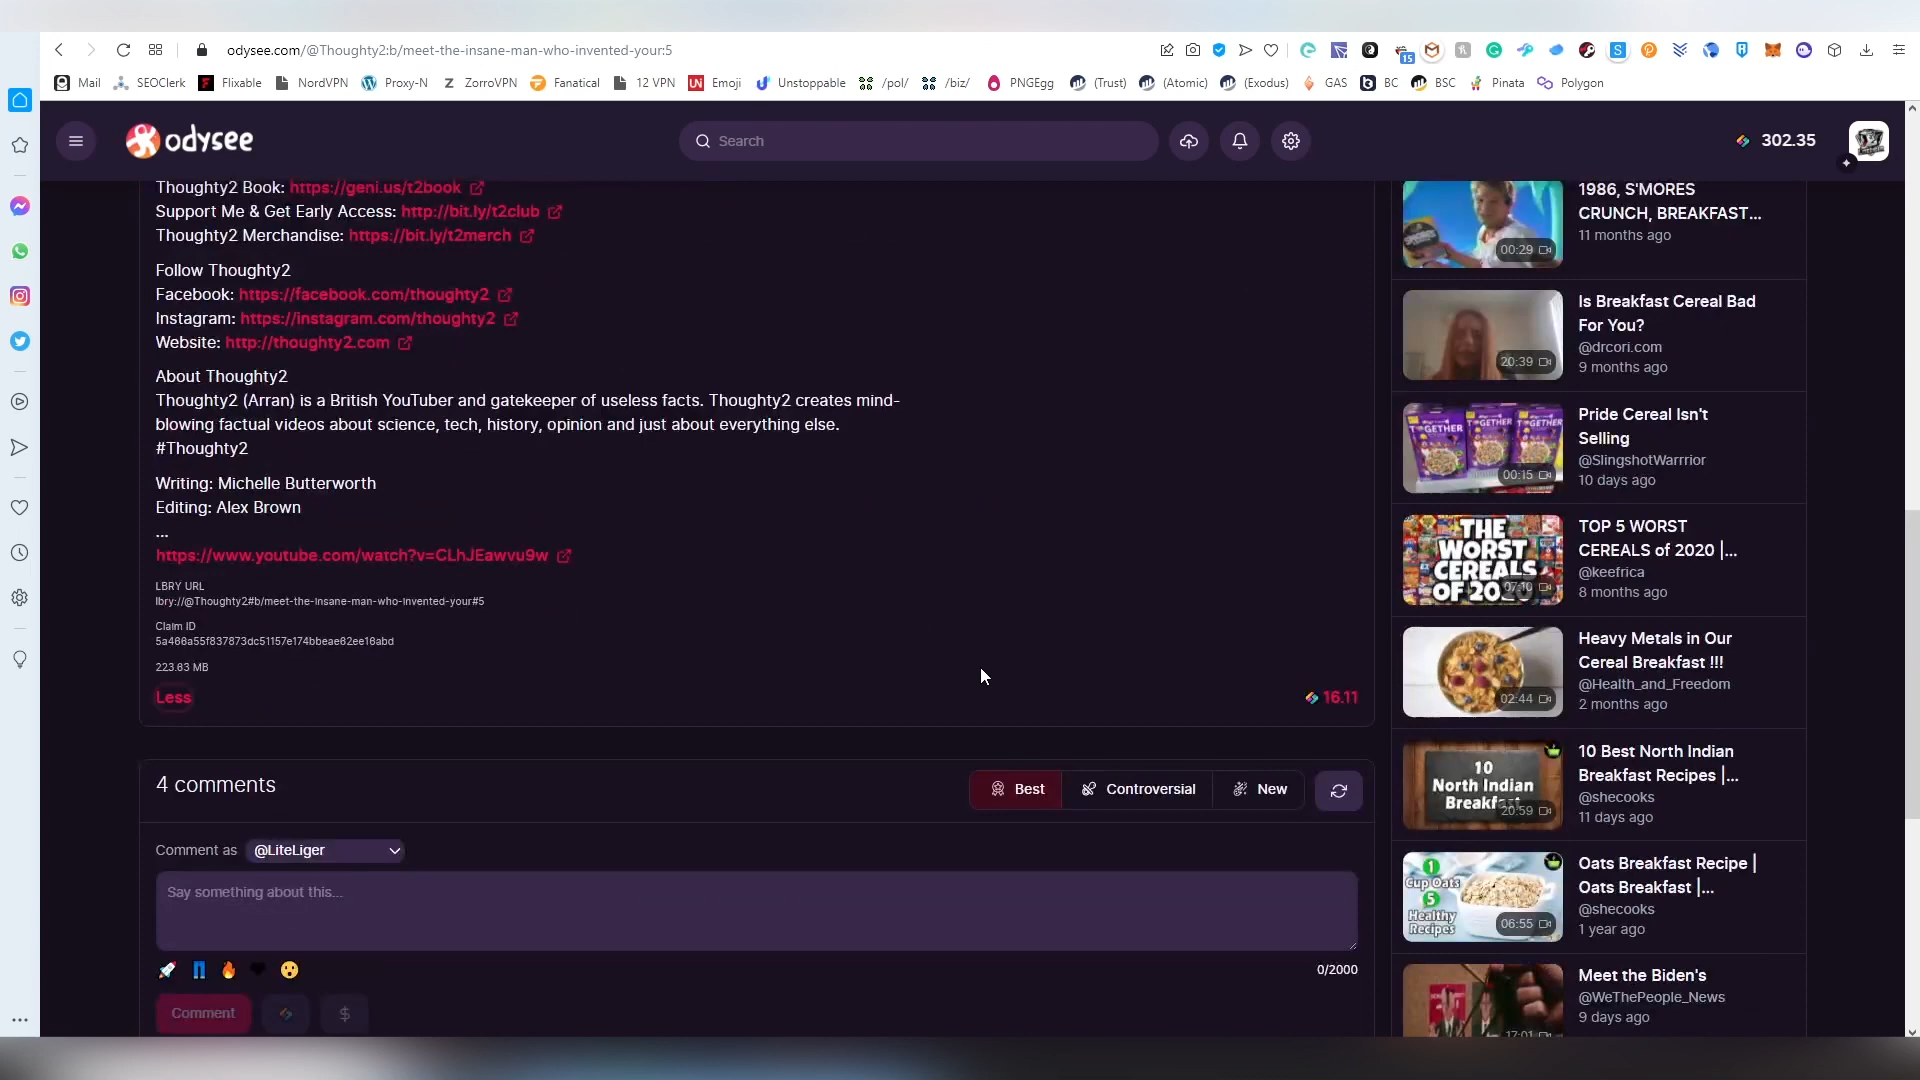 odysee.com/@Thoughty2:b/meet-the-insane-man-who-invented-your:5
15
Mail SEOClerk Flixable NordVPN Proxy-N ZorroVPN Fanatical 12 VPN Emoji Unstoppable /pol/ /biz/ PNGEgg (Trust) (Atomic) (Exodus) GAS BC BSC Pinata Polygon
odysee
Search
302.35
Thoughty2 Book: https://geni.us/t2book
Support Me & Get Early Access: http://bit.ly/t2club
Thoughty2 Merchandise: https://bit.ly/t2merch
Follow Thoughty2
Facebook: https://facebook.com/thoughty2
Instagram: https://instagram.com/thoughty2
Website: http://thoughty2.com
About Thoughty2
Thoughty2 (Arran) is a British YouTuber and gatekeeper of useless facts. Thoughty2 creates mind-
blowing factual videos about science, tech, history, opinion and just about everything else.
#Thoughty2
Writing: Michelle Butterworth
Editing: Alex Brown
...
https://www.youtube.com/watch?v=CLhJEawvu9w
LBRY URL
lbry://@Thoughty2#b/meet-the-insane-man-who-invented-your#5
Claim ID
5a466a55f837873dc51157e174bbeae62ee16abd
223.63 MB
Less
16.11
4 comments
Best
Controversial
New
Comment as @LiteLiger
Say something about this...
0/2000
Comment
$
1986, S'MORES
CRUNCH, BREAKFAST...
11 months ago
00:29
Is Breakfast Cereal Bad
For You?
@drcori.com
9 months ago
20:39
Pride Cereal Isn't
Selling
@SlingshotWarrrior
10 days ago
TOGETHER
00:15
TOP 5 WORST
CEREALS of 2020 |...
@keefrica
8 months ago
THE
WORST
CEREALS
OF 2020
07:10
Heavy Metals in Our
Cereal Breakfast !!!
@Health_and_Freedom
2 months ago
02:44
10 Best North Indian
Breakfast Recipes |...
@shecooks
11 days ago
10
North Indian
Breakfast
20:59
Oats Breakfast Recipe |
Oats Breakfast |...
@shecooks
1 year ago
1
Cup Oats
5
Healthy
Recipes
06:55
Meet the Biden's
@WeThePeople_News
9 days ago
17:01